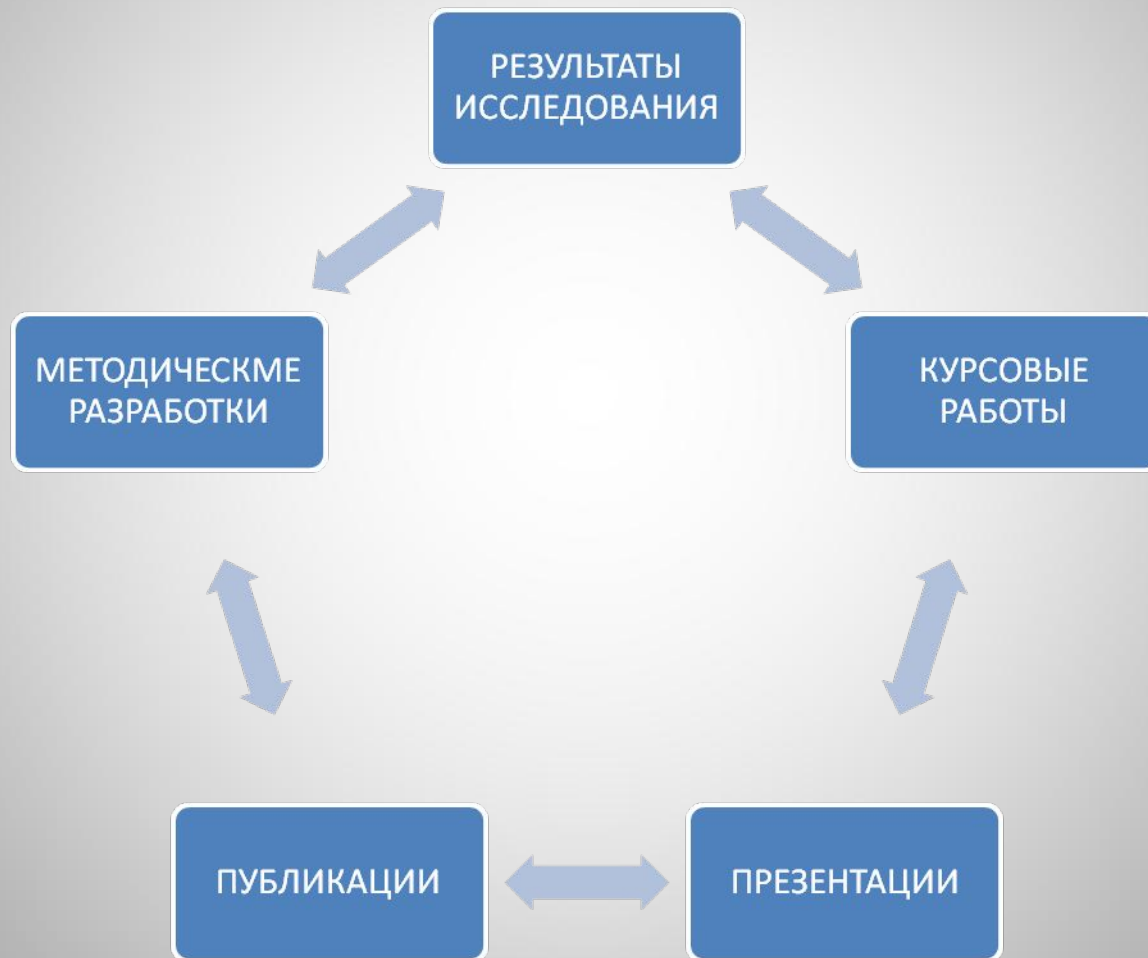 РЕЗУЛЬТАТЫ
ИССЛЕДОВАНИЯ
МЕТОДИЧЕСКМЕ
РАЗРАБОТКИ
КУРСОВЫЕ
РАБОТЫ
ПУБЛИКАЦИИ
ПРЕЗЕНТАЦИИ